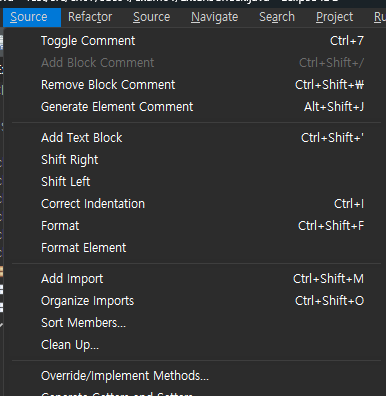 Source Refactor Source Navigate Search Project
Toggle Comment Ctrl+7
Add Block Comment Ctrl+Shift+/
Remove Block Comment Ctrl+Shift+₩
Generate Element Comment Alt+Shift+J
Add Text Block Ctrl+Shift+'
Shift Right
Shift Left
Correct Indentation Ctrl+I
Format Ctrl+Shift+F
Format Element
Add Import Ctrl+Shift+M
Organize Imports Ctrl+Shift+O
Sort Members...
Clean Up...
Override/Implement Methods...